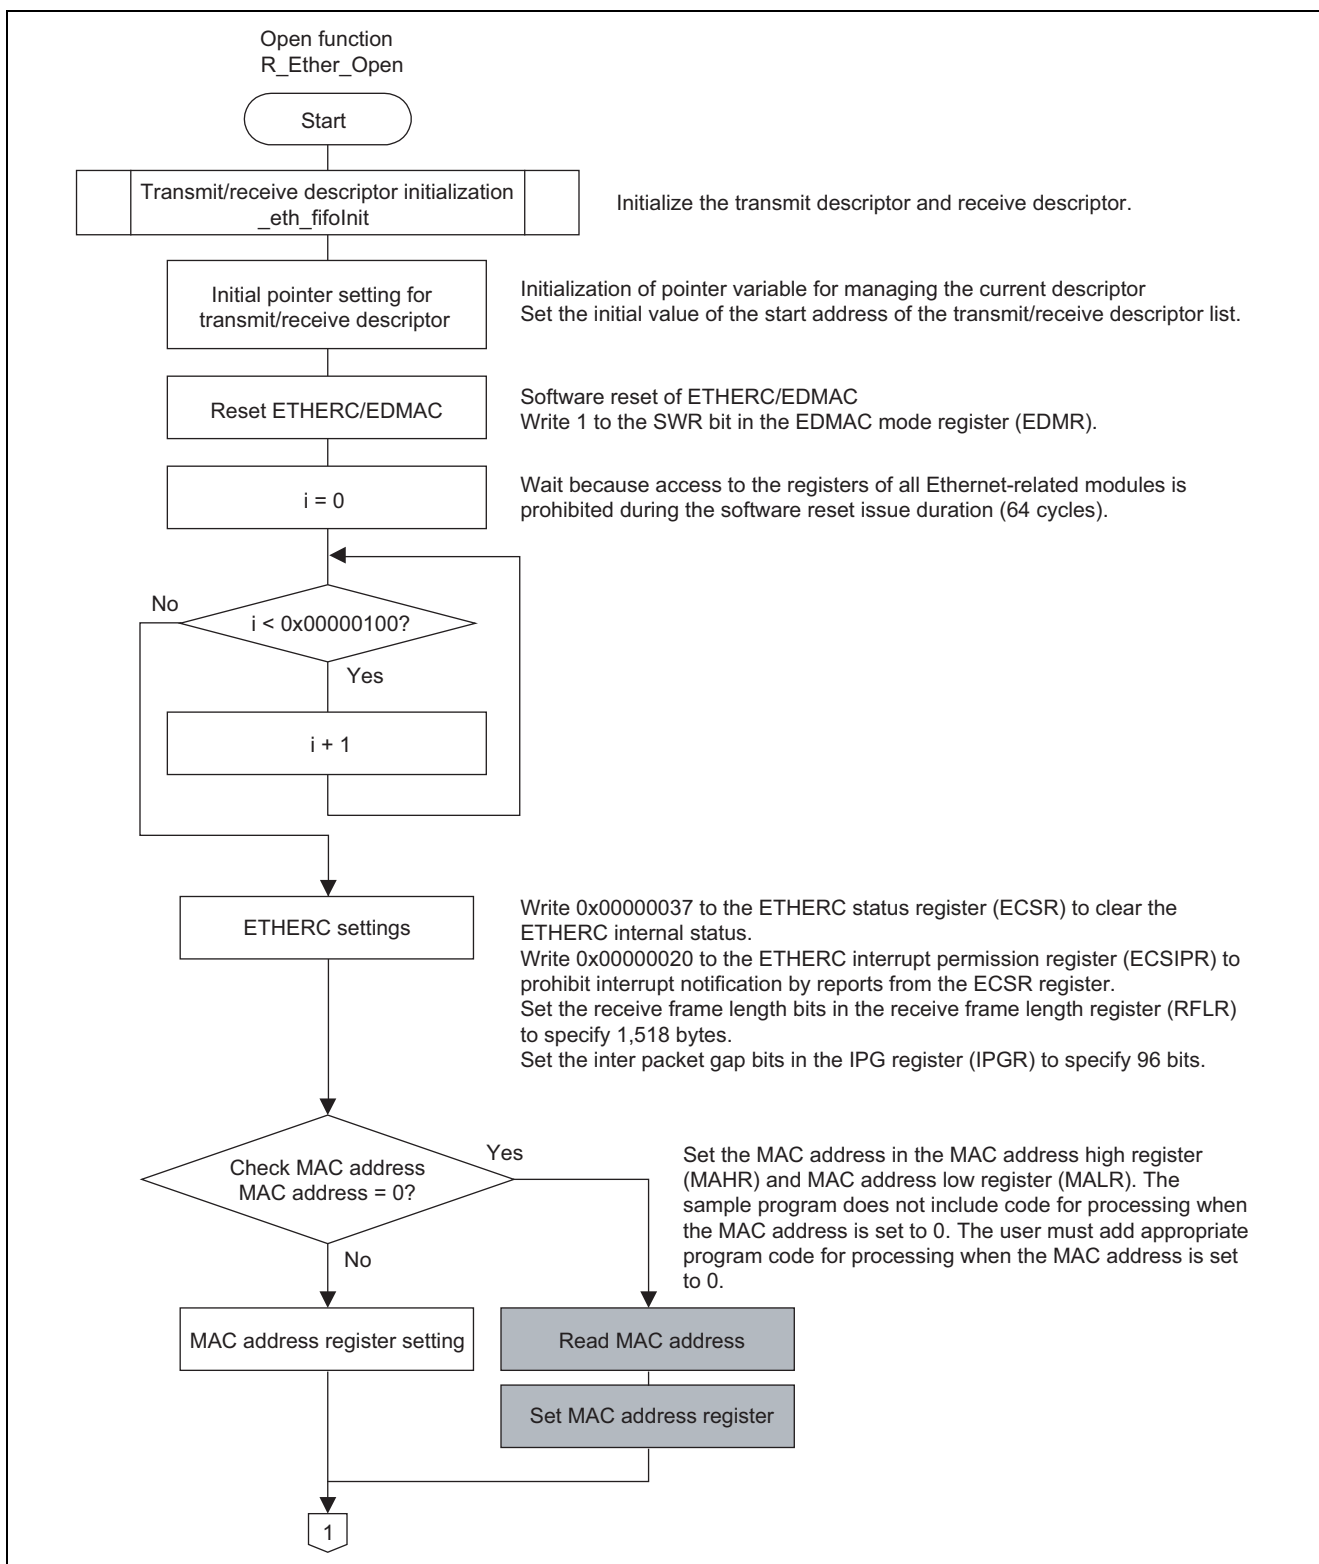 Open function
R_Ether_Open
Start
Transmit/receive descriptor initialization
_eth_fifoInit
Initialize the transmit descriptor and receive descriptor.
Initial pointer setting for
transmit/receive descriptor
Initialization of pointer variable for managing the current descriptor
Set the initial value of the start address of the transmit/receive descriptor list.
Reset ETHERC/EDMAC
Software reset of ETHERC/EDMAC
Write 1 to the SWR bit in the EDMAC mode register (EDMR).
i = 0
Wait because access to the registers of all Ethernet-related modules is
prohibited during the software reset issue duration (64 cycles).
No
i < 0x00000100?
Yes
i + 1
ETHERC settings
Write 0x00000037 to the ETHERC status register (ECSR) to clear the
ETHERC internal status.
Write 0x00000020 to the ETHERC interrupt permission register (ECSIPR) to
prohibit interrupt notification by reports from the ECSR register.
Set the receive frame length bits in the receive frame length register (RFLR)
to specify 1,518 bytes.
Set the inter packet gap bits in the IPG register (IPGR) to specify 96 bits.
Check MAC address
MAC address = 0?
Yes
No
Set the MAC address in the MAC address high register
(MAHR) and MAC address low register (MALR). The
sample program does not include code for processing when
the MAC address is set to 0. The user must add appropriate
program code for processing when the MAC address is set
to 0.
MAC address register setting
Read MAC address
Set MAC address register
1